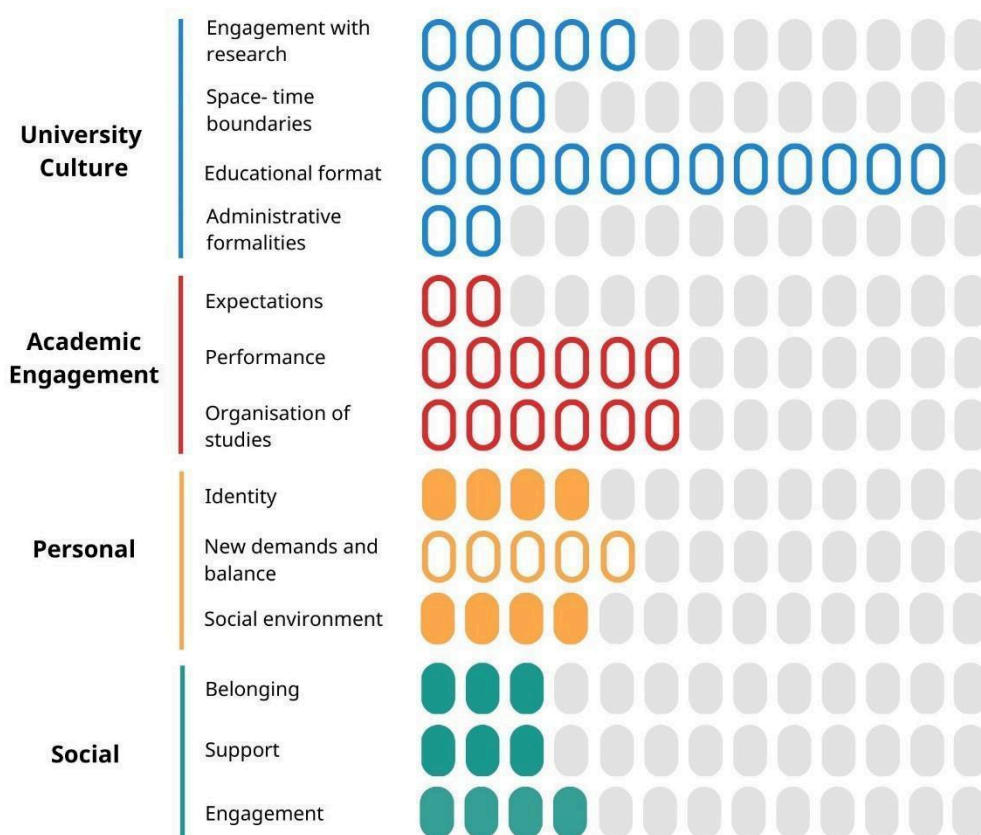 University
Culture
Engagement with
research
Space- time
boundaries
Educational format
Administrative
formalities
Academic
Engagement
Expectations
Performance
Organisation of
studies
Personal
Identity
New demands and
balance
Social environment
Social
Belonging
Support
Engagement